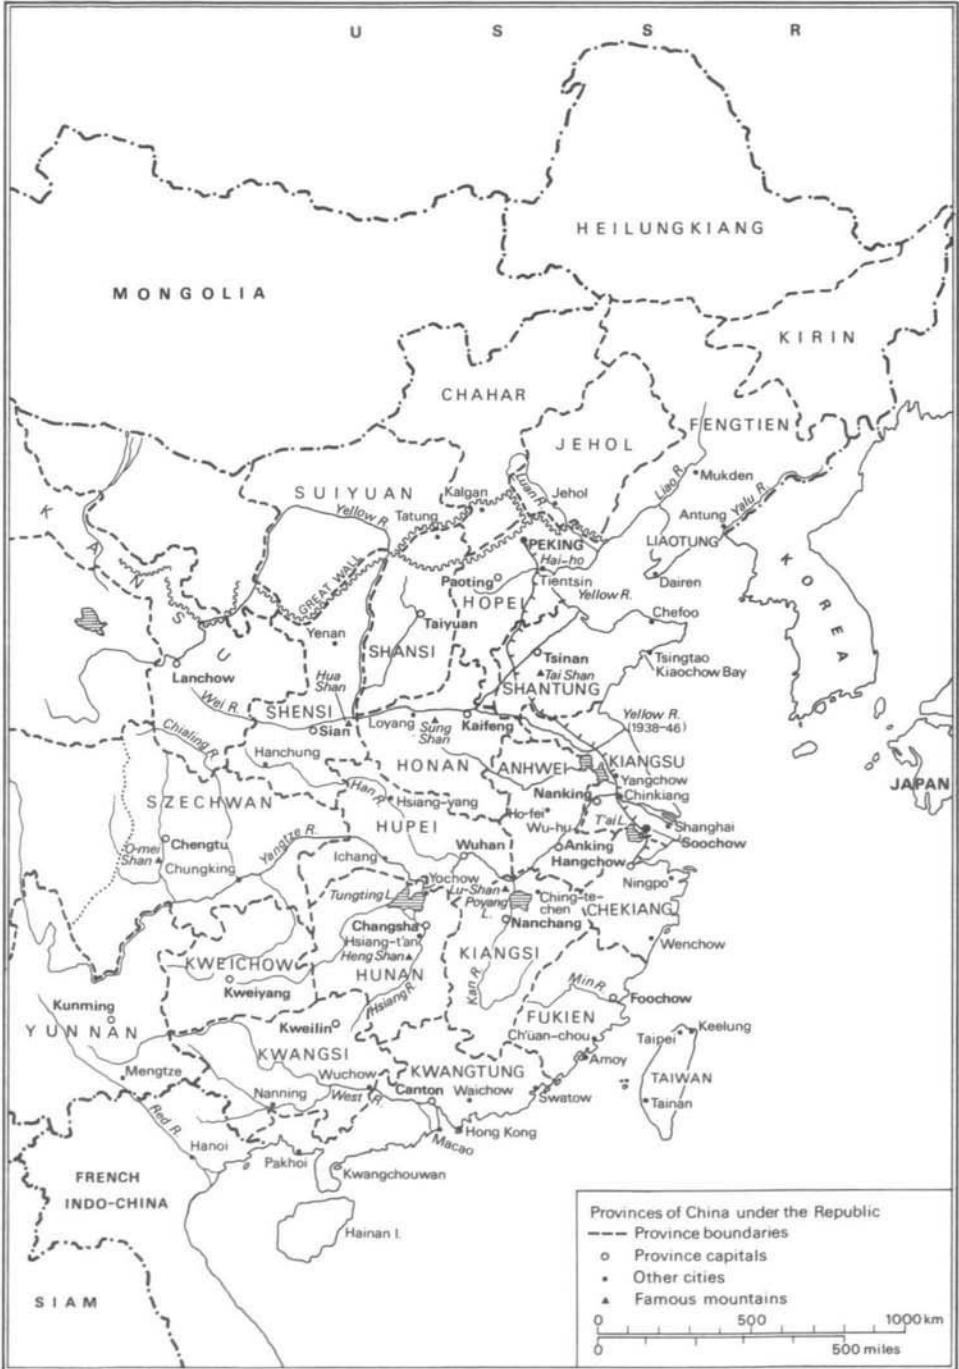 U S S R
HEILUNGKIANG
MONGOLIA
KIRIN
CHAHAR
FENGTIEN
JEHOL
Mukden
Liao R.
SUIYUAN
Kalgan
Luan R.
Jehol
Yellow R.
Tatung
Antung
Yalu R.
KANSU
PEKING
LIAOTUNG
Hai-ho
KOREA
GREAT WALL
Paoting
Tientsin
Dairen
HOPEI
Yellow R.
Chefoo
Taiyuan
Yenan
SHANSI
Tsinan
Tsingtao
Lanchow
Hua
Shan
Tai Shan
Kiaochow Bay
SHANTUNG
Wei R.
SHENSI
Loyang
Sung
Shan
Kaifeng
Yellow R.
(1938-46)
Sian
Chialing R.
Hanchung
HONAN
ANHWEI
KIANGSU
Yangchow
JAPAN
SZECHWAN
Han R.
Hsiang-yang
Nanking
Chinkiang
Ho-fei
T'ai L.
HUPEI
Wu-hu
Shanghai
Chengtu
Yangtze R.
Wuhan
Anking
Soochow
O-mei
Shan
Ichang
Hangchow
Chungking
Yochow
Lu-Shan
Ningpo
Tungting L.
Poyang
L.
Ching-te-
chen
CHEKIANG
Changsha
Nanchang
Hsiang-t'an
Wenchow
Heng Shan
KIANGSI
KWEICHOW
HUNAN
Kan R.
Min R.
Kweiyang
Hsiang R.
Foochow
Kunming
Kweilin
FUKIEN
YUNNAN
Ch'üan-chou
Taipei
Keelung
KWANGSI
Amoy
Mengtze
Wuchow
KWANGTUNG
TAIWAN
Nanning
Canton
Waichow
Swatow
West R.
Tainan
Red R.
Hong Kong
Hanoi
Macao
Pakhoi
Kwangchouwan
FRENCH
INDO-CHINA
Hainan I.
SIAM
Provinces of China under the Republic
Province boundaries
Province capitals
Other cities
Famous mountains
0 500 1000 km
0 500 miles